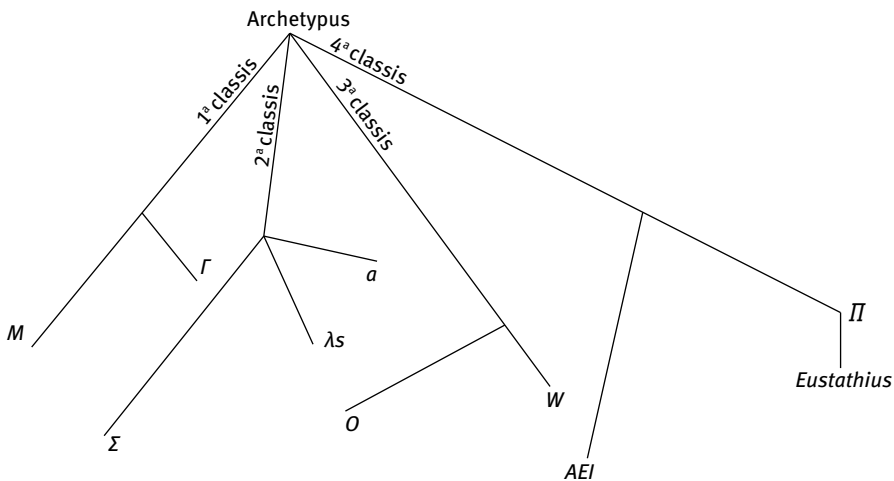 Archetypus
1ª classis
2ª classis
3ª classis
4ª classis
Γ
a
M
λs
Π
Eustathius
W
O
Σ
AEI